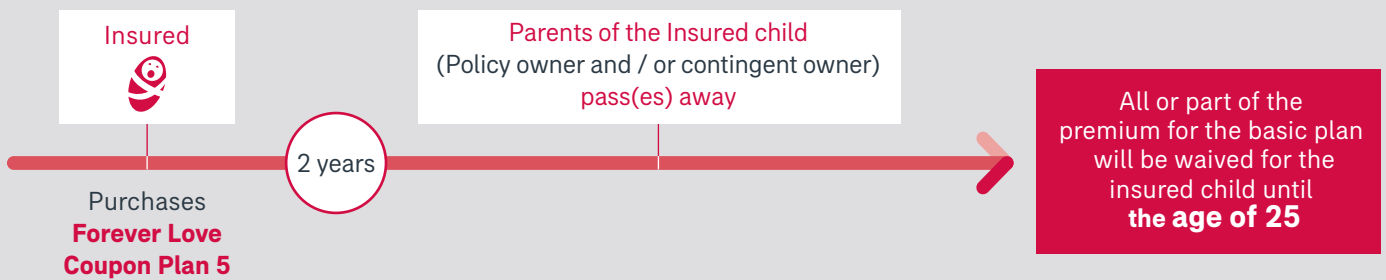 Insured
Purchases
Forever Love
Coupon Plan 5
2 years
Parents of the Insured child
(Policy owner and / or contingent owner)
pass(es) away
All or part of the
premium for the basic plan
will be waived for the
insured child until
the age of 25